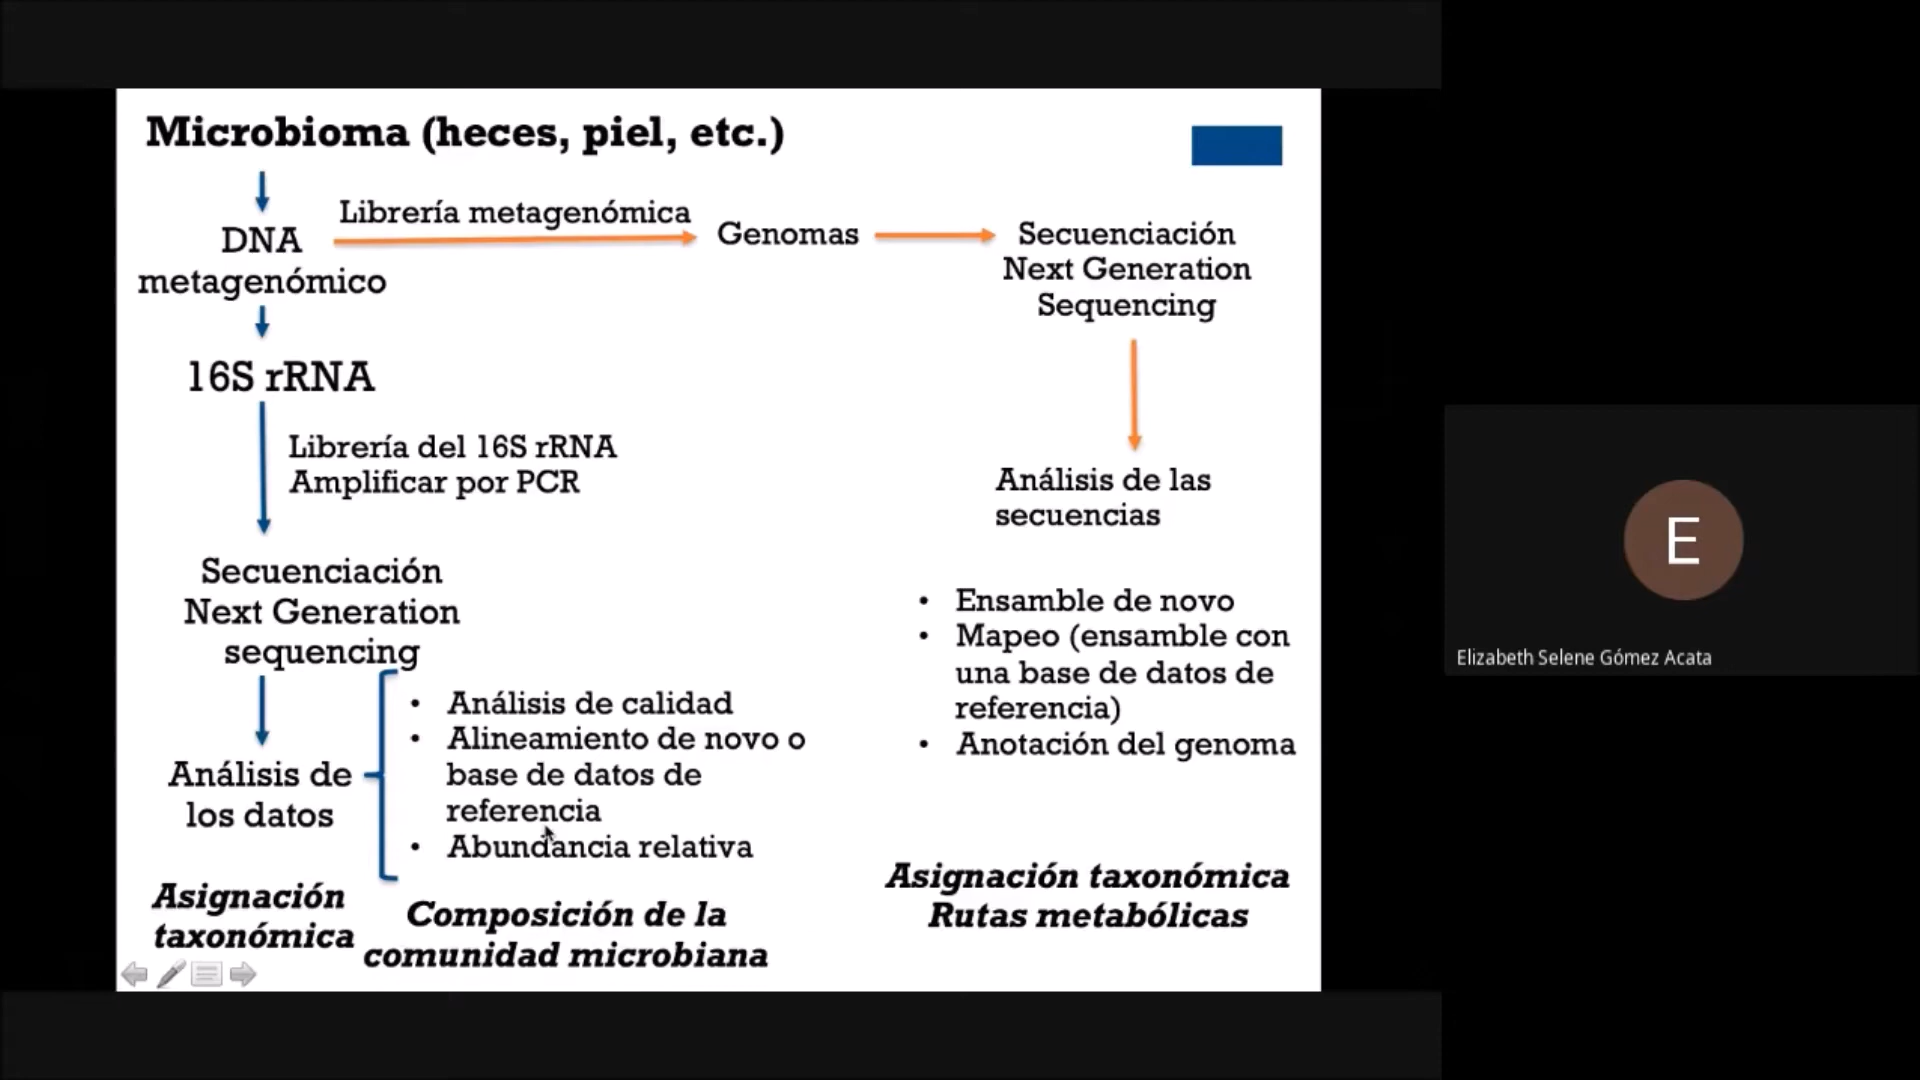 Microbioma (heces, piel, etc.)
Librería metagenómica
DNA
metagenómico
Genomas
Secuenciación
Next Generation
Sequencing
16S rRNA
Librería del 16S rRNA
Amplificar por PCR
Análisis de las
secuencias
Secuenciación
Next Generation
sequencing
• Ensamble de novo
• Mapeo (ensamble con
una base de datos de
referencia)
• Anotación del genoma
Análisis de
los datos
• Análisis de calidad
• Alineamiento de novo o
base de datos de
referencia
• Abundancia relativa
Asignación
taxonómica
Composición de la
comunidad microbiana
Asignación taxonómica
Rutas metabólicas
E
Elizabeth Selene Gómez Acata